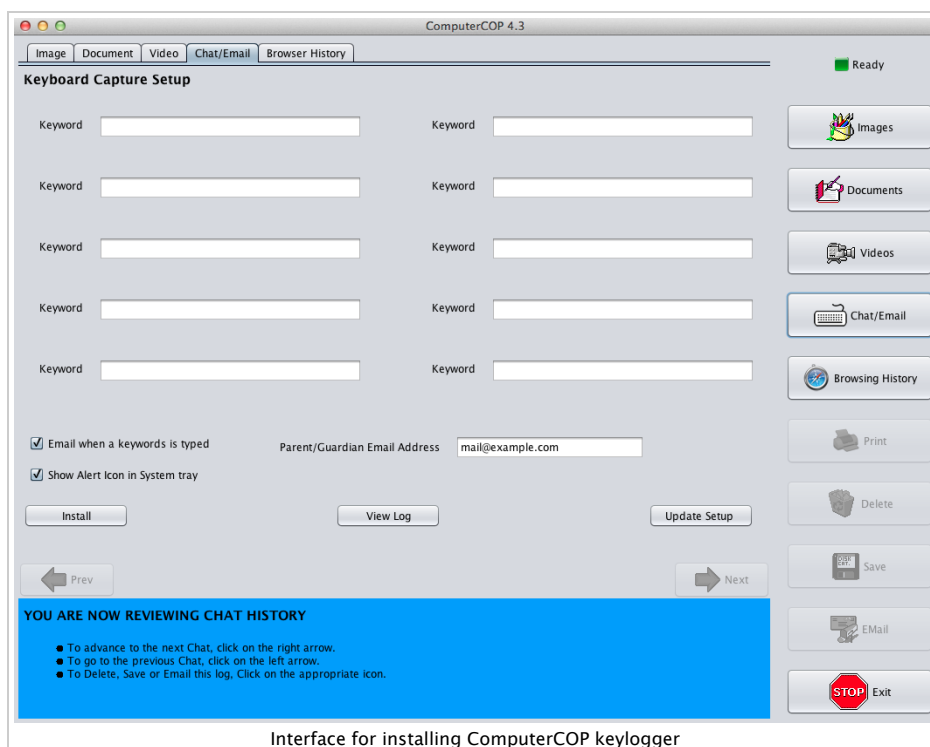 ComputerCOP 4.3
Image Document Video Chat/Email Browser History
Ready
Keyboard Capture Setup
Keyword Keyword
Images
Keyword Keyword
Documents
Keyword Keyword
Videos
Keyword Keyword
Chat/Email
Keyword Keyword
Browsing History
Email when a keywords is typed Parent/Guardian Email Address mail@example.com
Print
Show Alert Icon in System tray
Install View Log Update Setup
Delete
Prev Next
Save
YOU ARE NOW REVIEWING CHAT HISTORY
● To advance to the next Chat, click on the right arrow.
● To go to the previous Chat, click on the left arrow.
● To Delete, Save or Email this log, Click on the appropriate icon.
EMail
STOP Exit
Interface for installing ComputerCOP keylogger